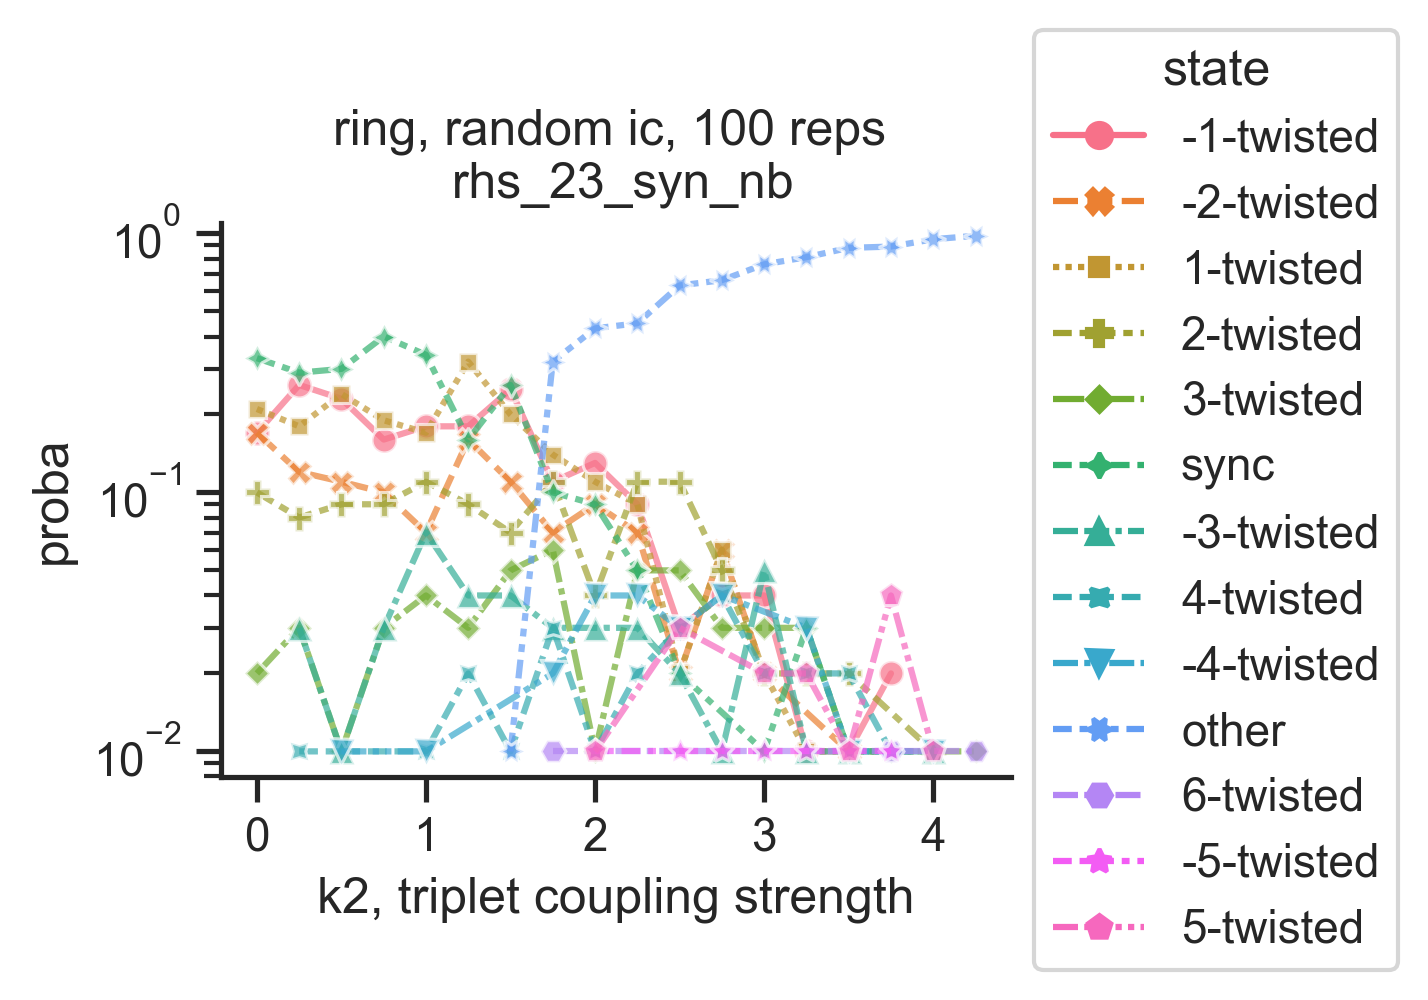 ring, random ic, 100 reps
rhs_23_syn_nb
10^0
10^-1
10^-2
proba
0 1 2 3 4
k2, triplet coupling strength
state
-1-twisted
-2-twisted
1-twisted
2-twisted
3-twisted
sync
-3-twisted
4-twisted
-4-twisted
other
6-twisted
-5-twisted
5-twisted